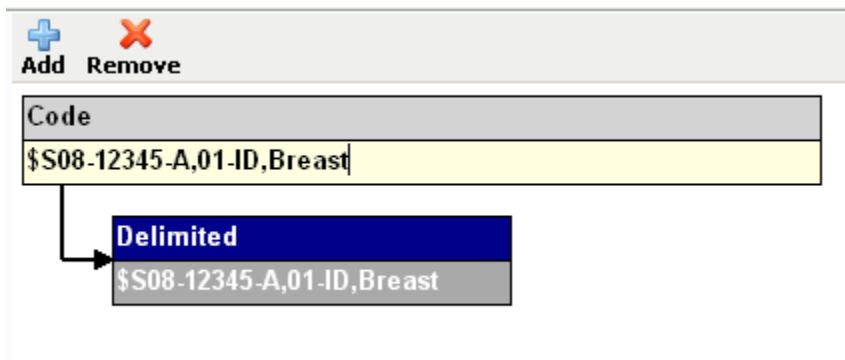 Add Remove
Code
$S08-12345-A,01-ID,Breast
Delimited
$S08-12345-A,01-ID,Breast